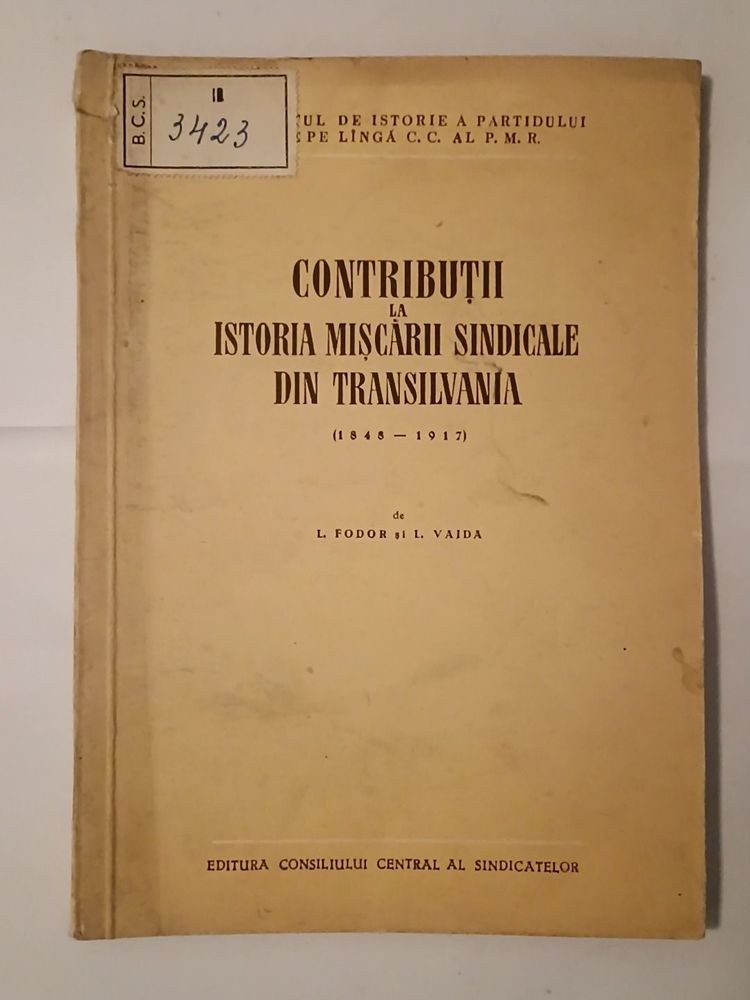 B.C.S.
II
3423
TUL DE ISTORIE A PARTIDULUI
PE LÎNGĂ C. C. AL P. M. R.
CONTRIBUȚII
LA
ISTORIA MIȘCĂRII SINDICALE
DIN TRANSILVANIA
(1848 — 1917)
de
L. FODOR și L. VAJDA
EDITURA CONSILIULUI CENTRAL AL SINDICATELOR